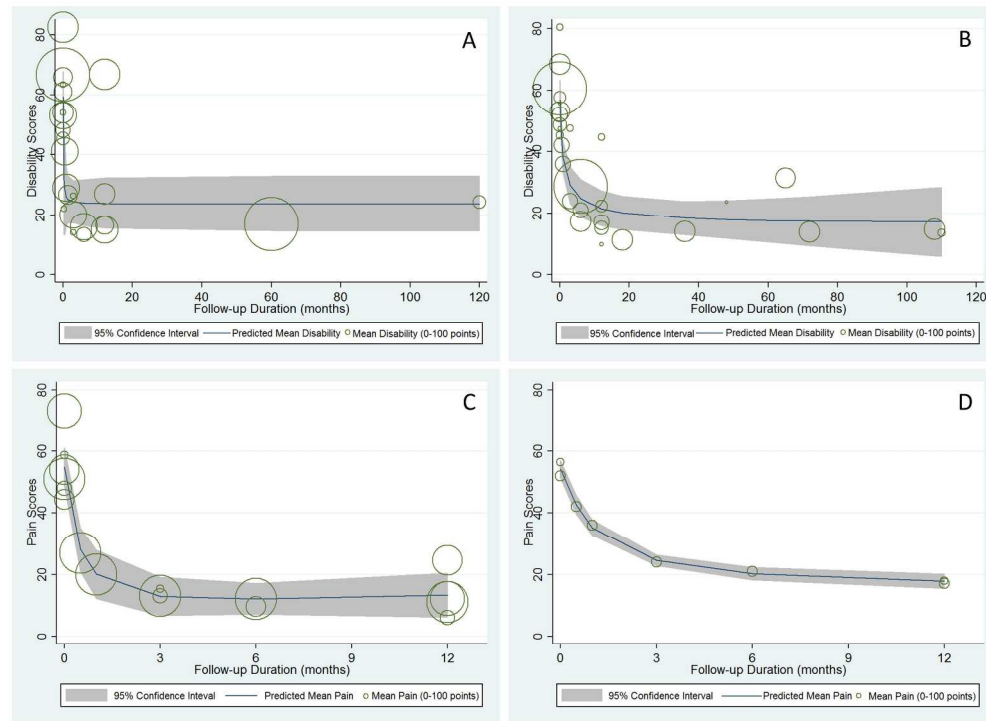 A
Disability Scores
0 20 40 60 80
0 20 40 60 80 100 120
Follow-up Duration (months)
95% Confidence Interval Predicted Mean Disability Mean Disability (0-100 points)
B
Disability Scores
0 20 40 60 80
0 20 40 60 80 100 120
Follow-up Duration (months)
95% Confidence Interval Predicted Mean Disability Mean Disability (0-100 points)
C
Pain Scores
0 20 40 60 80
0 3 6 9 12
Follow-up Duration (months)
95% Confidence Interval Predicted Mean Pain Mean Pain (0-100 points)
D
Pain Scores
0 20 40 60 80
0 3 6 9 12
Follow-up Duration (months)
95% Confidence Interval Predicted Mean Pain Mean Pain (0-100 points)